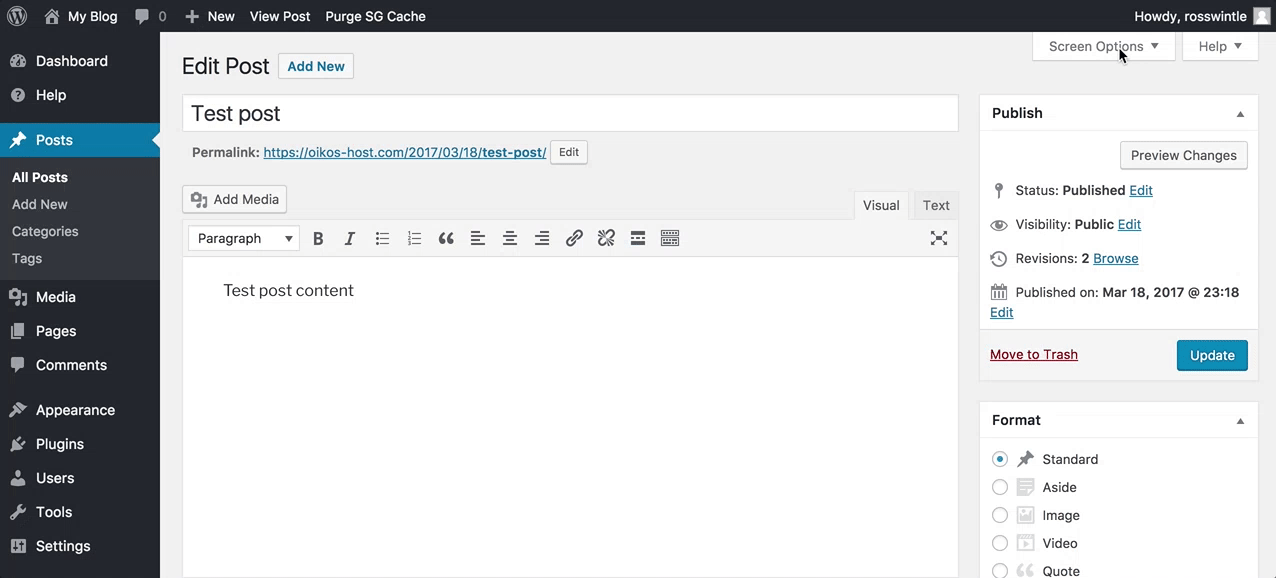 My Blog 0 New View Post Purge SG Cache Howdy, rosswintle
Screen Options Help
Dashboard
Help
Posts
All Posts
Add New
Categories
Tags
Media
Pages
Comments
Appearance
Plugins
Users
Tools
Settings
Edit Post Add New
Test post
Permalink: https://oikos-host.com/2017/03/18/test-post/ Edit
Add Media
Visual Text
Paragraph B I
Test post content
Publish
Preview Changes
Status: Published Edit
Visibility: Public Edit
Revisions: 2 Browse
Published on: Mar 18, 2017 @ 23:18
Edit
Move to Trash Update
Format
Standard
Aside
Image
Video
Quote